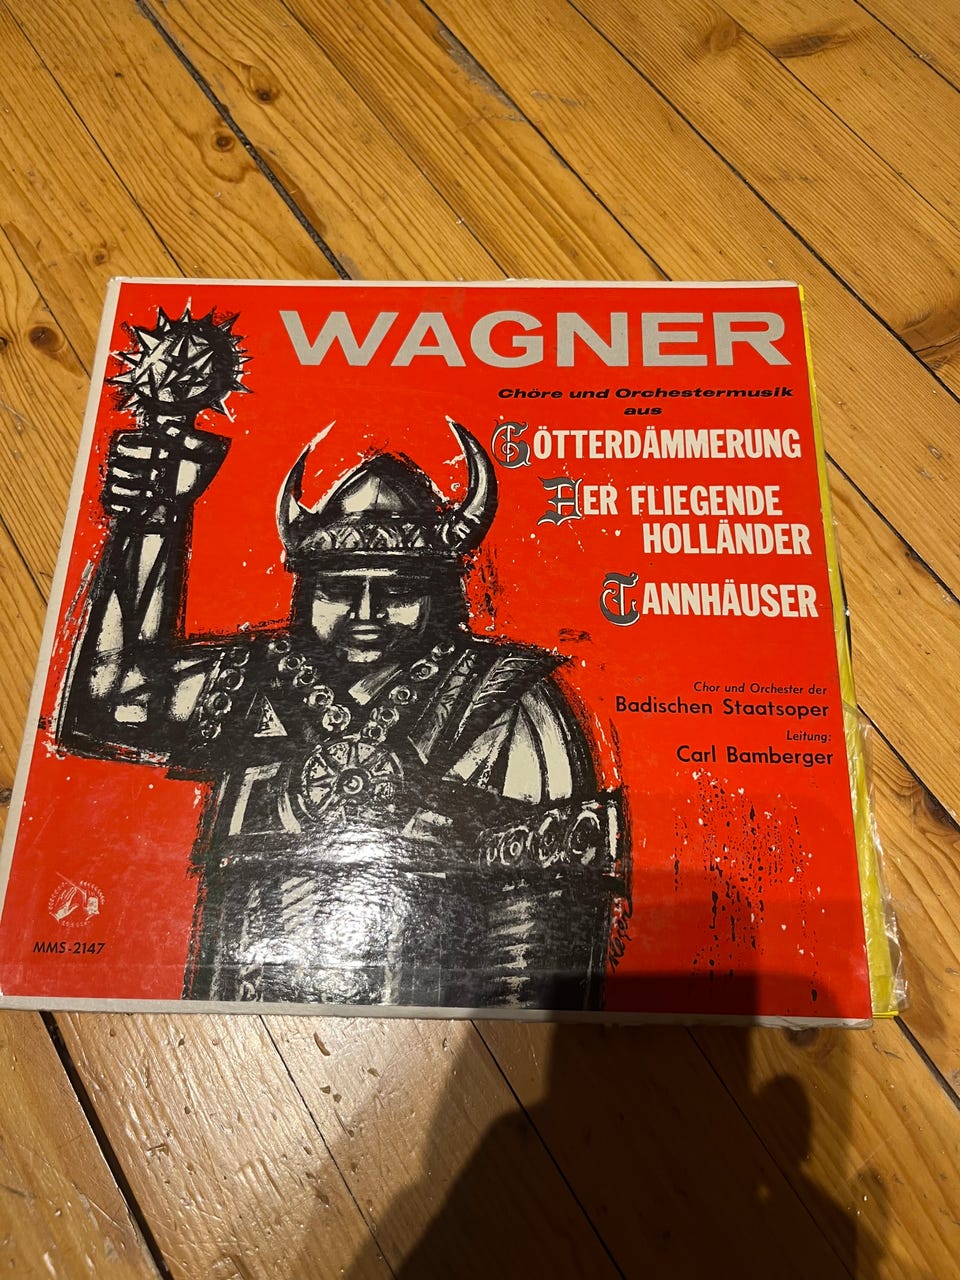 WAGNER
Chöre und Orchestermusik
aus
GÖTTERDÄMMERUNG
DER FLIEGENDE
HOLLÄNDER
TANNHÄUSER
Chor und Orchester der
Badischen Staatsoper
Leitung:
Carl Bamberger
MMS-2147